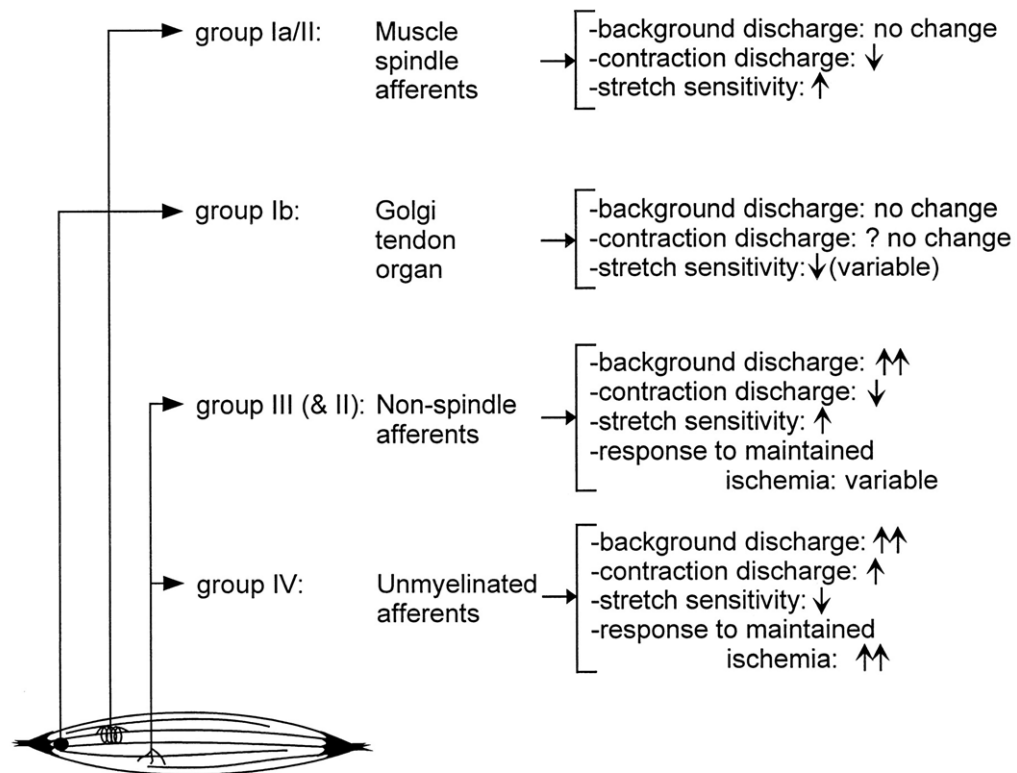 group Ia/II: Muscle spindle afferents
-background discharge: no change
-contraction discharge: ↓
-stretch sensitivity: ↑
group Ib: Golgi tendon organ
-background discharge: no change
-contraction discharge: ? no change
-stretch sensitivity:↓(variable)
group III (& II): Non-spindle afferents
-background discharge: ↑↑
-contraction discharge: ↓
-stretch sensitivity: ↑
-response to maintained
ischemia: variable
group IV: Unmyelinated afferents
-background discharge: ↑↑
-contraction discharge: ↑
-stretch sensitivity: ↓
-response to maintained
ischemia: ↑↑